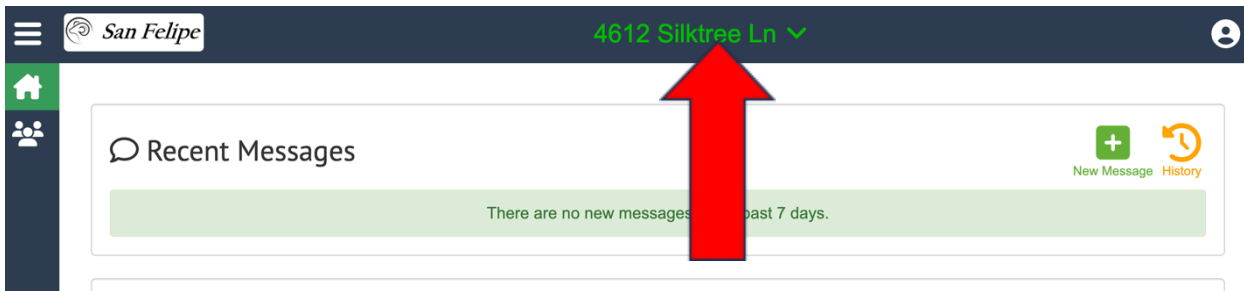 San Felipe
4612 Silktree Ln
Recent Messages
New Message
History
There are no new messages past 7 days.